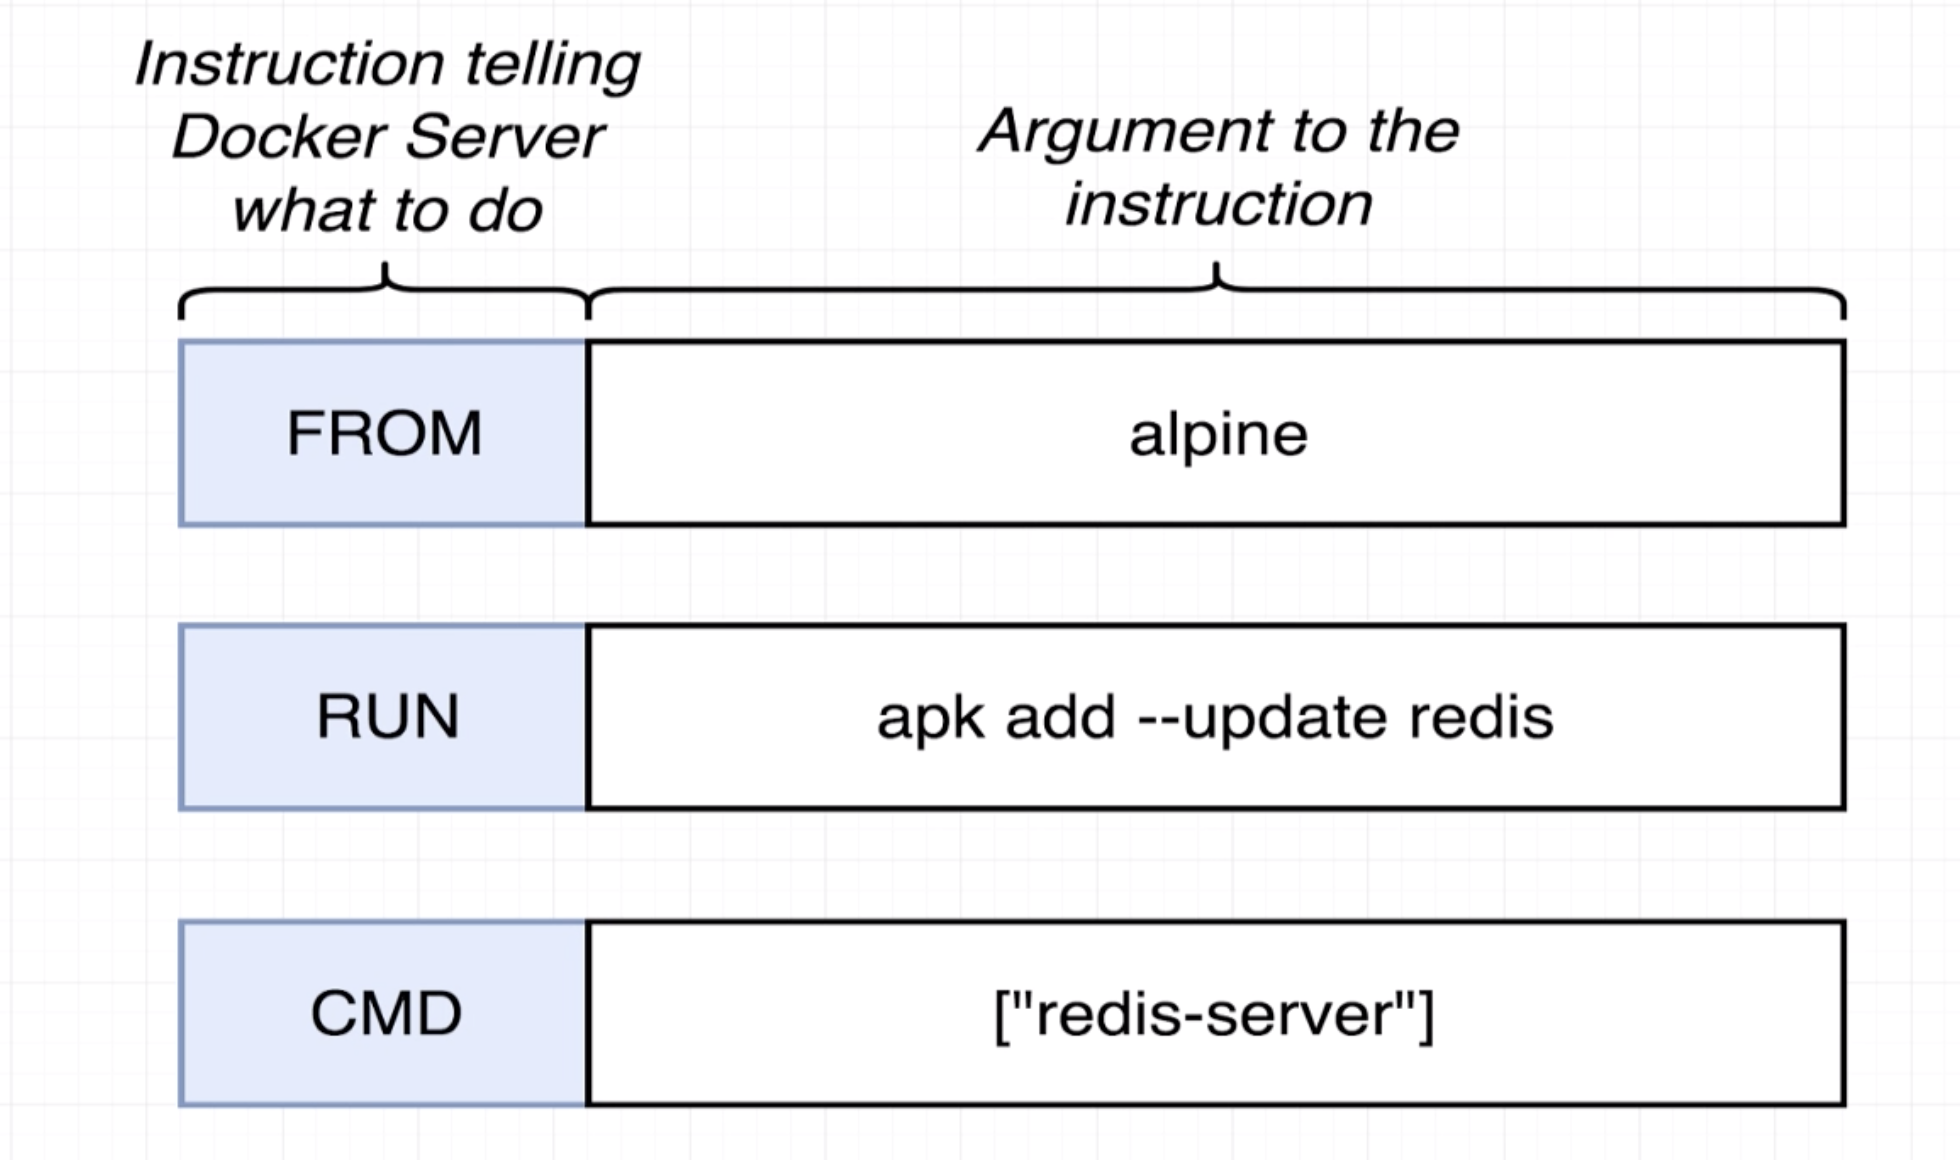 Instruction telling
Docker Server
what to do
Argument to the
instruction
FROM
alpine
RUN
apk add --update redis
CMD
["redis-server"]